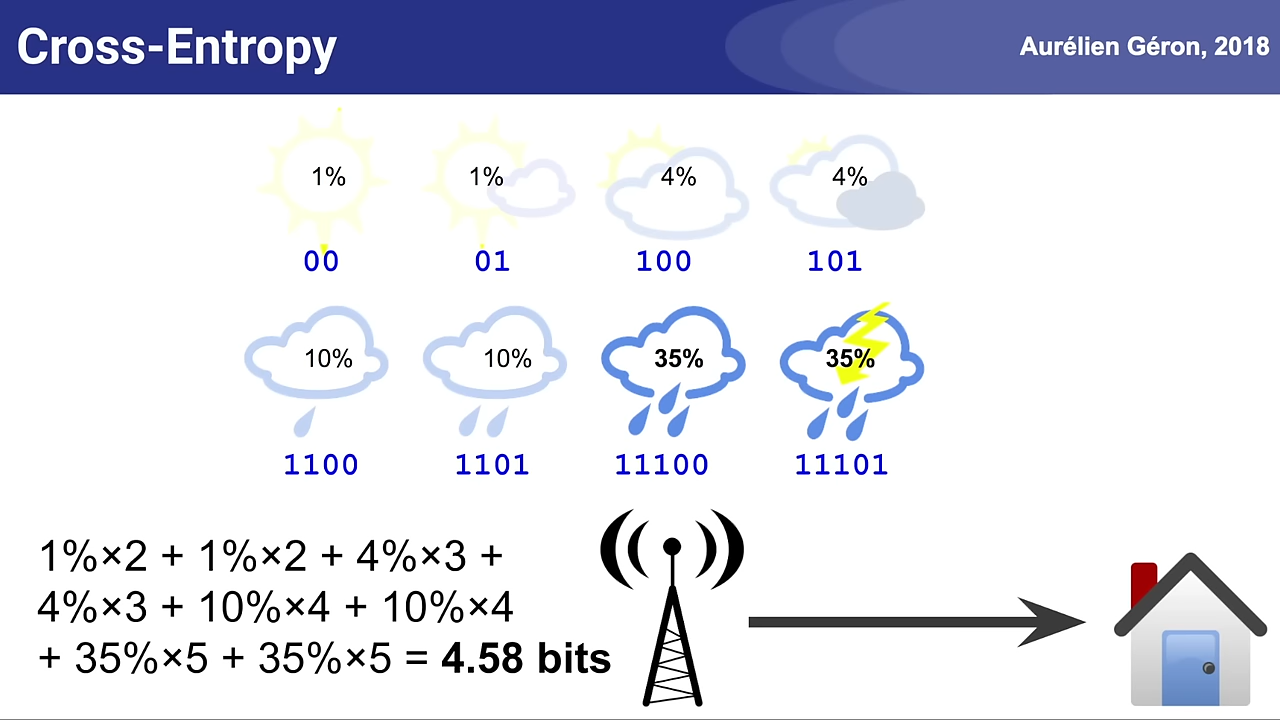 Cross-Entropy
Aurélien Géron, 2018
1% 1% 4% 4%
00 01 100 101
10% 10% 35% 35%
1100 1101 11100 11101
1%×2 + 1%×2 + 4%×3 +
4%×3 + 10%×4 + 10%×4
+ 35%×5 + 35%×5 = 4.58 bits